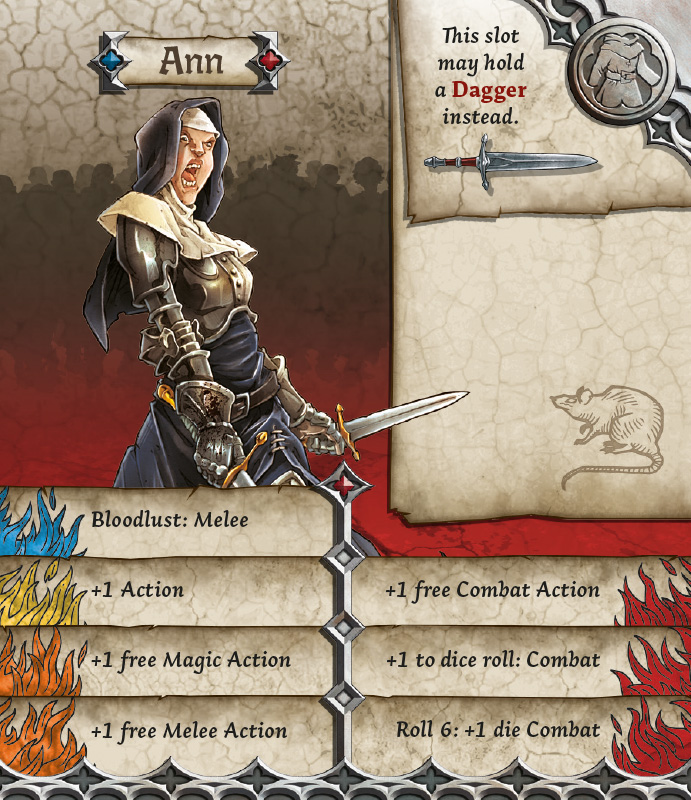 Ann
This slot
may hold
a Dagger
instead.
Bloodlust: Melee
+1 Action
+1 free Magic Action
+1 free Melee Action
+1 free Combat Action
+1 to dice roll: Combat
Roll 6: +1 die Combat